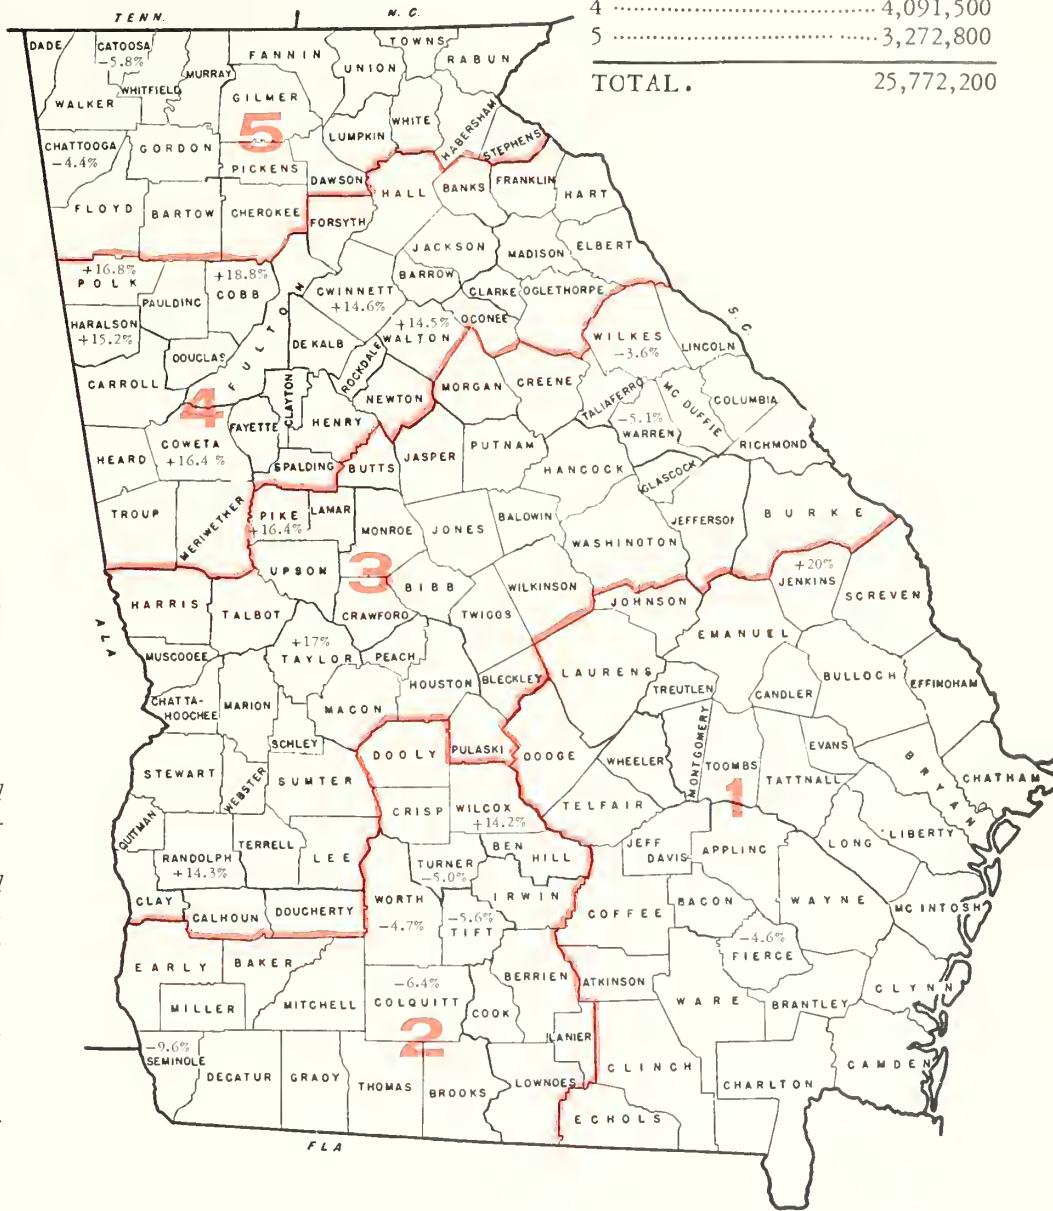 TENN.
N. C.
4 4,091,500
5 3,272,800
TOTAL. 25,772,200
DADE
CATOOSA
-5.8%
FANNIN
TOWNS
UNION
RABUN
MURRAY
WHITFIELD
WALKER
GILMER
5
WHITE
HABERSHAM
LUMPKIN
STEPHENS
CHATTOOGA
-4.4%
GORDON
PICKENS
DAWSON
HALL
BANKS
FRANKLIN
HART
FLOYD
BARTOW
CHEROKEE
FORSYTH
JACKSON
MADISON
ELBERT
+16.8%
POLK
+18.8%
COBB
BARROW
GWINNETT
+14.6%
CLARKE
OGLETHORPE
PAULDING
S. C.
HARALSON
+15.2%
+14.5%
WALTON
OCONEE
WILKES
-3.6%
LINCOLN
DOUGLAS
FULTON
DE KALB
ROCKDALE
CARROLL
4
CLAYTON
NEWTON
MORGAN
GREENE
TALIAFERRO
MC DUFFIE
COLUMBIA
FAYETTE
HENRY
-5.1%
WARREN
HEARD
COWETA
+16.4 %
SPALDING
BUTTS
JASPER
PUTNAM
HANCOCK
GLASCOCK
RICHMOND
TROUP
MERIWETHER
PIKE
+16.4%
LAMAR
MONROE
JONES
BALDWIN
WASHINGTON
JEFFERSON
BURKE
UPSON
3
BIBB
WILKINSON
+20%
JENKINS
SCREVEN
HARRIS
TALBOT
CRAWFORD
TWIGGS
JOHNSON
ALA
EMANUEL
+17%
TAYLOR
PEACH
MUSCOGEE
LAURENS
BULLOCH
EFFINGHAM
CHATTA-
HOOCHEE
MARION
MACON
HOUSTON
BLECKLEY
TREUTLEN
CANDLER
SCHLEY
DOOLY
PULASKI
DODGE
WHEELER
MONTGOMERY
TOOMBS
1
EVANS
TATTNALL
BRYAN
CHATHAM
STEWART
WEBSTER
SUMTER
CRISP
WILCOX
+14.2%
TELFAIR
QUITMAN
LIBERTY
LONG
RANDOLPH
+14.3%
TERRELL
LEE
BEN HILL
JEFF
DAVIS
APPLING
TURNER
-5.0%
IRWIN
CLAY
CALHOUN
DOUGHERTY
WORTH
-4.7%
-5.6%
TIFT
COFFEE
BACON
WAYNE
MC INTOSH
-4.6%
PIERCE
EARLY
BAKER
BERRIEN
ATKINSON
-6.4%
COLQUITT
MILLER
MITCHELL
COOK
WARE
BRANTLEY
GLYNN
2
LANIER
-9.6%
SEMINOLE
DECATUR
GRADY
THOMAS
BROOKS
LOWNDES
CLINCH
CHARLTON
CAMDEN
ECHOLS
FLA